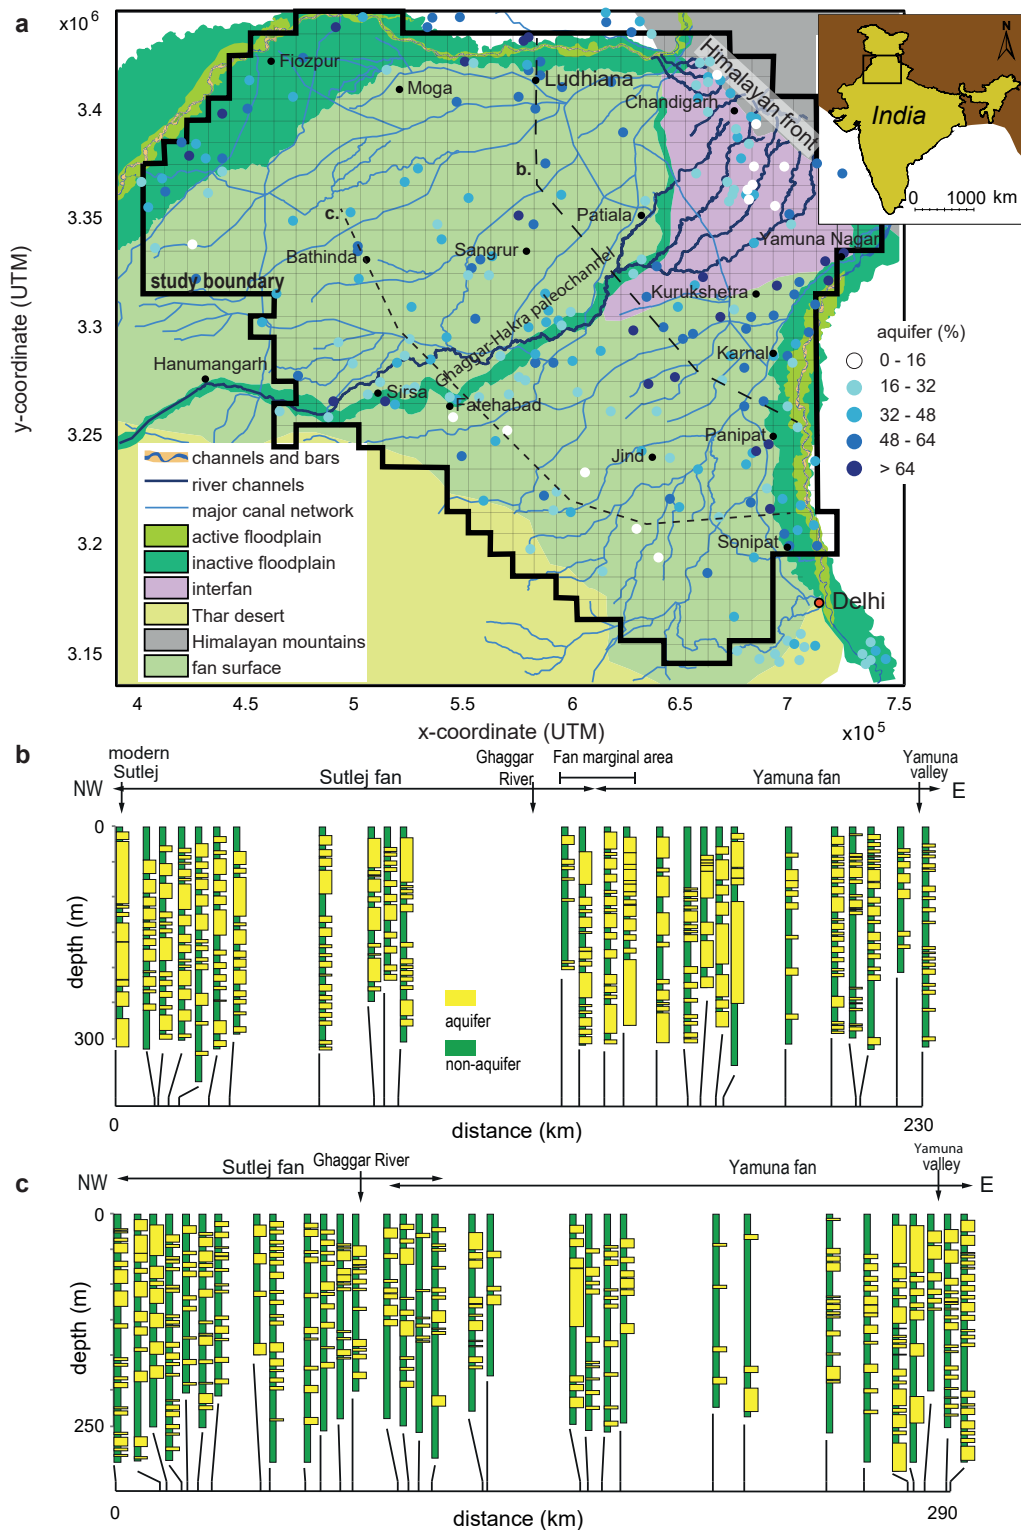 a
x10⁶
3.4
3.35
3.3
3.25
3.2
3.15
y-coordinate (UTM)
Fiozpur
Moga
Ludhiana
Chandigarh
Himalayan front
b.
c.
Patiala
Bathinda
Sangrur
Yamuna Nagar
study boundary
Ghaggar-Hakra paleochannel
Kurukshetra
Karnal
Hanumangarh
Sirsa
Fatehabad
Panipat
Jind
Sonipat
Delhi
India
N
0 1000 km
aquifer (%)
0 - 16
16 - 32
32 - 48
48 - 64
> 64
channels and bars
river channels
major canal network
active floodplain
inactive floodplain
interfan
Thar desert
Himalayan mountains
fan surface
4 4.5 5 5.5 6 6.5 7 7.5
x-coordinate (UTM)
x10⁵
b
modern
Sutlej
NW
Sutlej fan
Ghaggar
River
Fan marginal area
Yamuna fan
Yamuna
valley
E
0
300
depth (m)
aquifer
non-aquifer
0 230
distance (km)
c
NW
Sutlej fan
Ghaggar River
Yamuna fan
Yamuna
valley
E
0
250
depth (m)
0 290
distance (km)